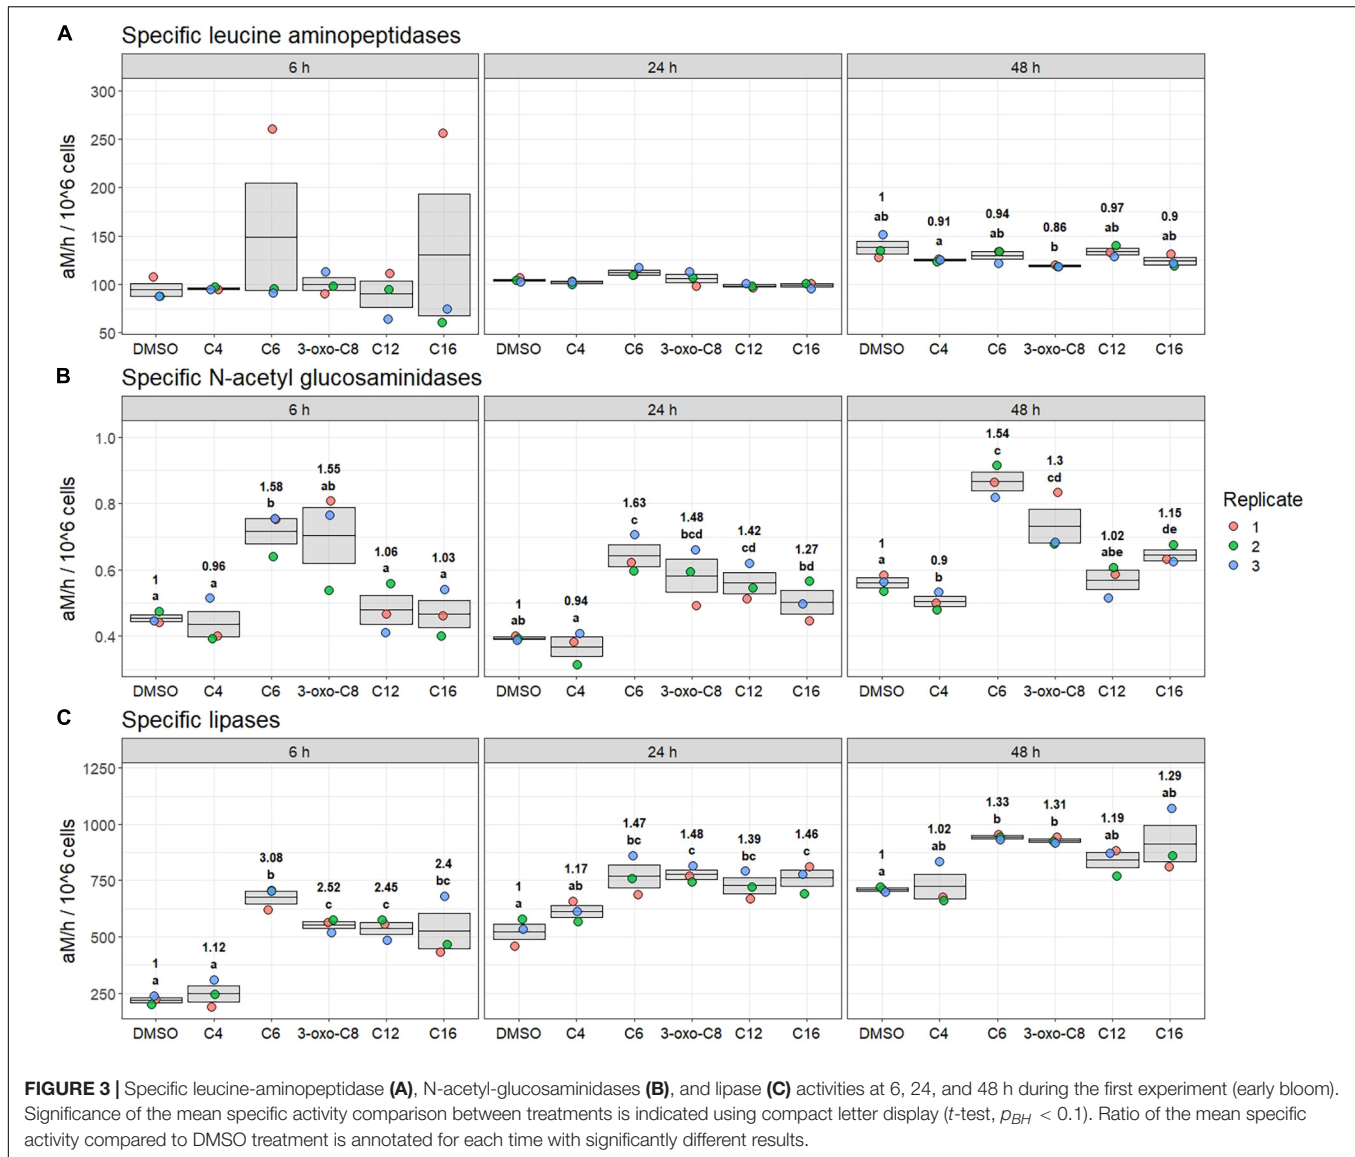 A Specific leucine aminopeptidases
6 h 24 h 48 h
aM/h / 10^6 cells
300
250
200
150
100
50
1 0.91 0.94 0.86 0.97 0.9
ab a ab b ab ab
DMSO C4 C6 3-oxo-C8 C12 C16 DMSO C4 C6 3-oxo-C8 C12 C16 DMSO C4 C6 3-oxo-C8 C12 C16
B Specific N-acetyl glucosaminidases
6 h 24 h 48 h
aM/h / 10^6 cells
1.0
0.8
0.6
0.4
1 0.96 1.58 1.55 1.06 1.03
a a b ab a a
1 0.94 1.63 1.48 1.42 1.27
ab a c bcd cd bd
1 0.9 1.54 1.3 1.02 1.15
a b c cd abe de
DMSO C4 C6 3-oxo-C8 C12 C16 DMSO C4 C6 3-oxo-C8 C12 C16 DMSO C4 C6 3-oxo-C8 C12 C16
Replicate
1
2
3
C Specific lipases
6 h 24 h 48 h
aM/h / 10^6 cells
1250
1000
750
500
250
1 1.12 3.08 2.52 2.45 2.4
a a b c c bc
1 1.17 1.47 1.48 1.39 1.46
a ab bc c bc c
1 1.02 1.33 1.31 1.19 1.29
a ab b b ab ab
DMSO C4 C6 3-oxo-C8 C12 C16 DMSO C4 C6 3-oxo-C8 C12 C16 DMSO C4 C6 3-oxo-C8 C12 C16
FIGURE 3 | Specific leucine-aminopeptidase (A), N-acetyl-glucosaminidases (B), and lipase (C) activities at 6, 24, and 48 h during the first experiment (early bloom).
Significance of the mean specific activity comparison between treatments is indicated using compact letter display (t-test, pBH < 0.1). Ratio of the mean specific
activity compared to DMSO treatment is annotated for each time with significantly different results.